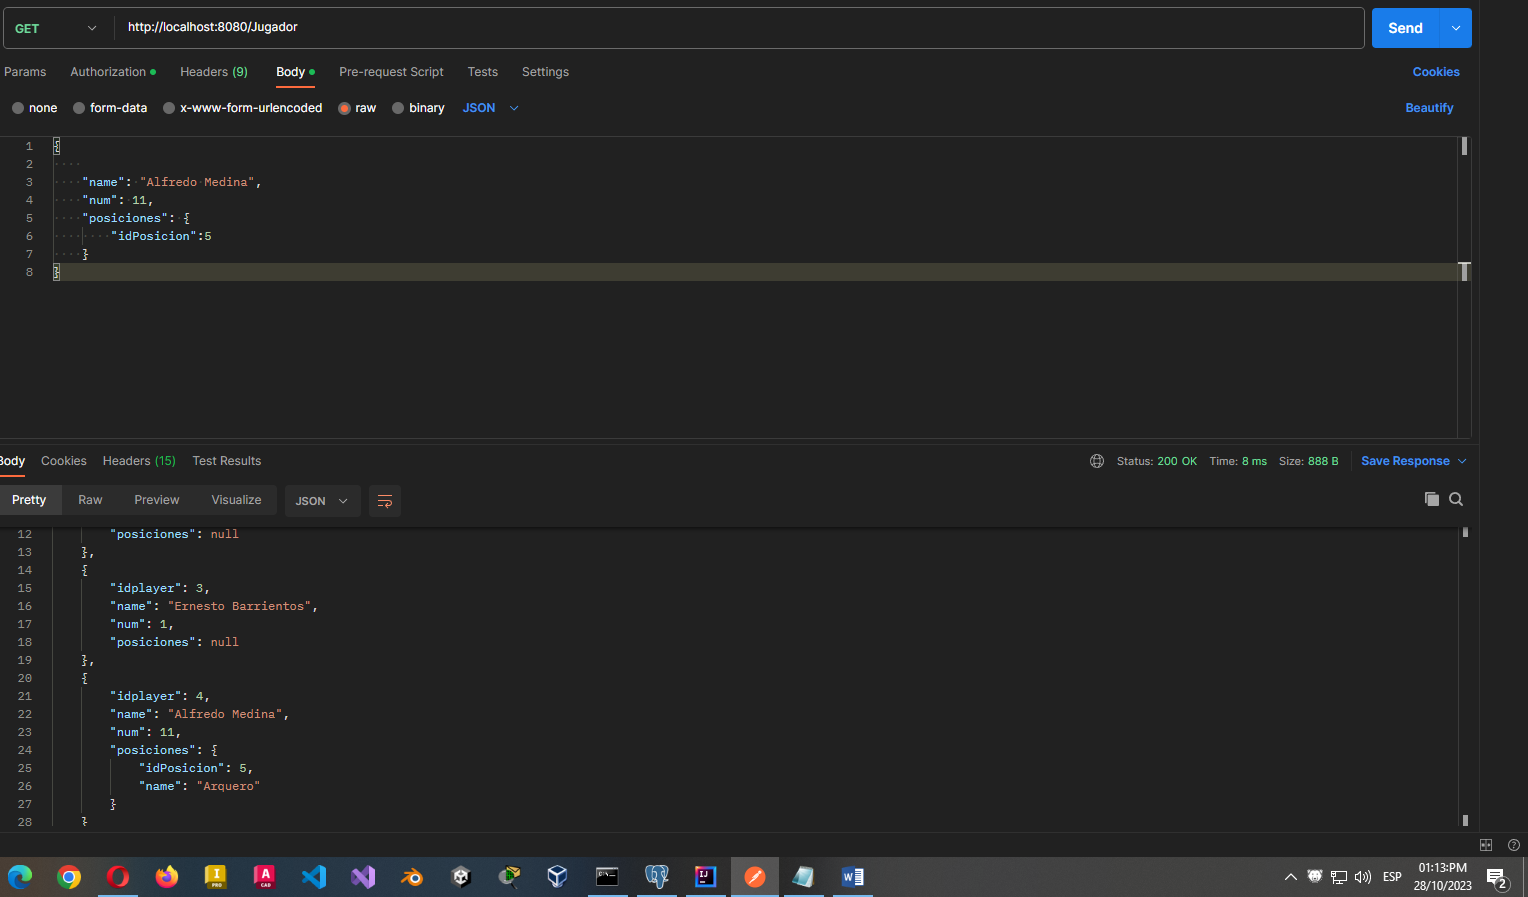 GET http://localhost:8080/Jugador Send
Params Authorization Headers (9) Body Pre-request Script Tests Settings Cookies
none form-data x-www-form-urlencoded raw binary JSON Beautify
1 {
2
3 "name": "Alfredo Medina",
4 "num": 11,
5 "posiciones": {
6 "idPosicion":5
7 }
8 }
Body Cookies Headers (15) Test Results Status: 200 OK Time: 8 ms Size: 888 B Save Response
Pretty Raw Preview Visualize JSON
12 "posiciones": null
13 },
14 {
15 "idplayer": 3,
16 "name": "Ernesto Barrientos",
17 "num": 1,
18 "posiciones": null
19 },
20 {
21 "idplayer": 4,
22 "name": "Alfredo Medina",
23 "num": 11,
24 "posiciones": {
25 "idPosicion": 5,
26 "name": "Arquero"
27 }
28 }
I PRO A CAD IJ W ESP 01:13:PM 2
28/10/2023